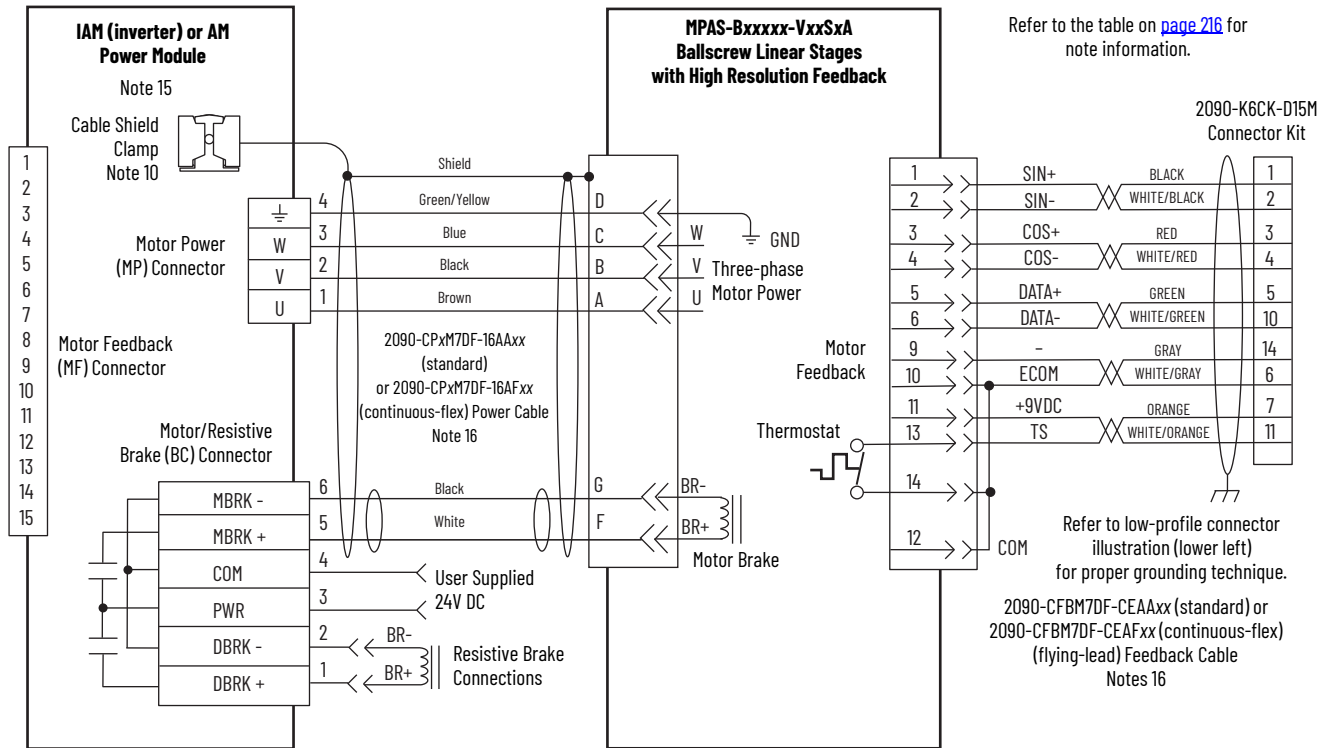 IAM (inverter) or AM
Power Module
Note 15
Cable Shield
Clamp
Note 10
1
2
3
4
5
6
7
8
9
10
11
12
13
14
15
Motor Power
(MP) Connector
W
V
U
4
3
2
1
Motor Feedback
(MF) Connector
Motor/Resistive
Brake (BC) Connector
MBRK -
MBRK +
COM
PWR
DBRK -
DBRK +
6
5
4
3
2
1
Shield
Green/Yellow
Blue
Black
Brown
2090-CPxM7DF-16AAxx
(standard)
or 2090-CPxM7DF-16AFxx
(continuous-flex) Power Cable
Note 16
Black
White
User Supplied
24V DC
BR-
BR+
Resistive Brake
Connections
MPAS-Bxxxxx-VxxSxA
Ballscrew Linear Stages
with High Resolution Feedback
D
C
B
A
GND
W
V
U
Three-phase
Motor Power
G
F
BR-
BR+
Motor Brake
Motor
Feedback
Thermostat
1
2
3
4
5
6
9
10
11
13
14
12
COM
Refer to the table on page 216 for
note information.
2090-K6CK-D15M
Connector Kit
SIN+ BLACK 1
SIN- WHITE/BLACK 2
COS+ RED 3
COS- WHITE/RED 4
DATA+ GREEN 5
DATA- WHITE/GREEN 10
- GRAY 14
ECOM WHITE/GRAY 6
+9VDC ORANGE 7
TS WHITE/ORANGE 11
Refer to low-profile connector
illustration (lower left)
for proper grounding technique.
2090-CFBM7DF-CEAAxx (standard) or
2090-CFBM7DF-CEAFxx (continuous-flex)
(flying-lead) Feedback Cable
Notes 16